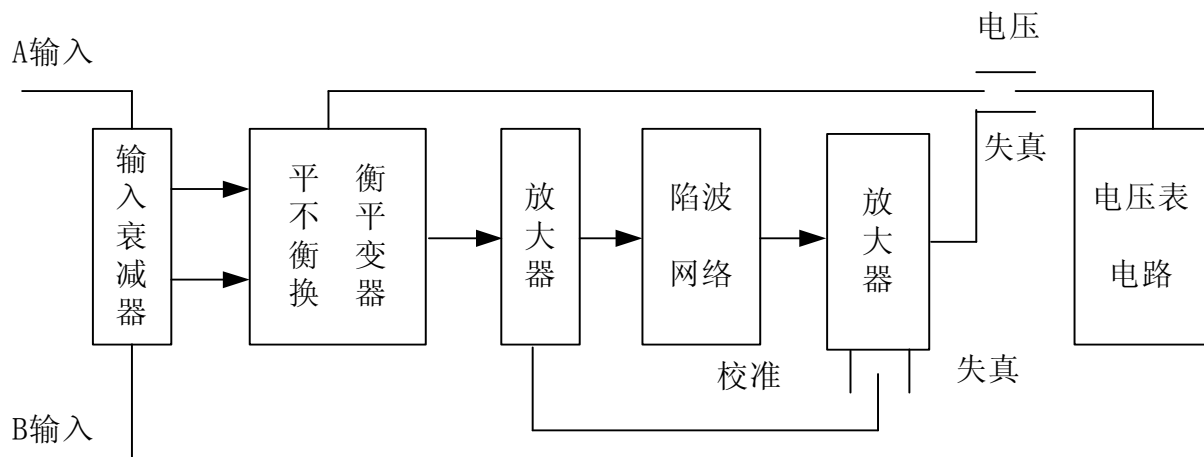 电压
A输入
失真
输入衰减器
平衡
不平
衡变
换器
放大器
陷波
网络
放大器
电压表
电路
校准
失真
B输入